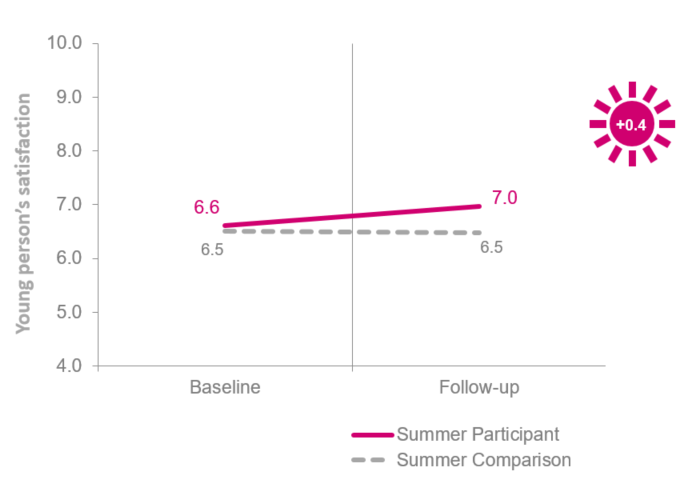 10.0
9.0
8.0
7.0
6.0
5.0
4.0
Young person's satisfaction
6.6
7.0
6.5
6.5
+0.4
Baseline
Follow-up
Summer Participant
Summer Comparison